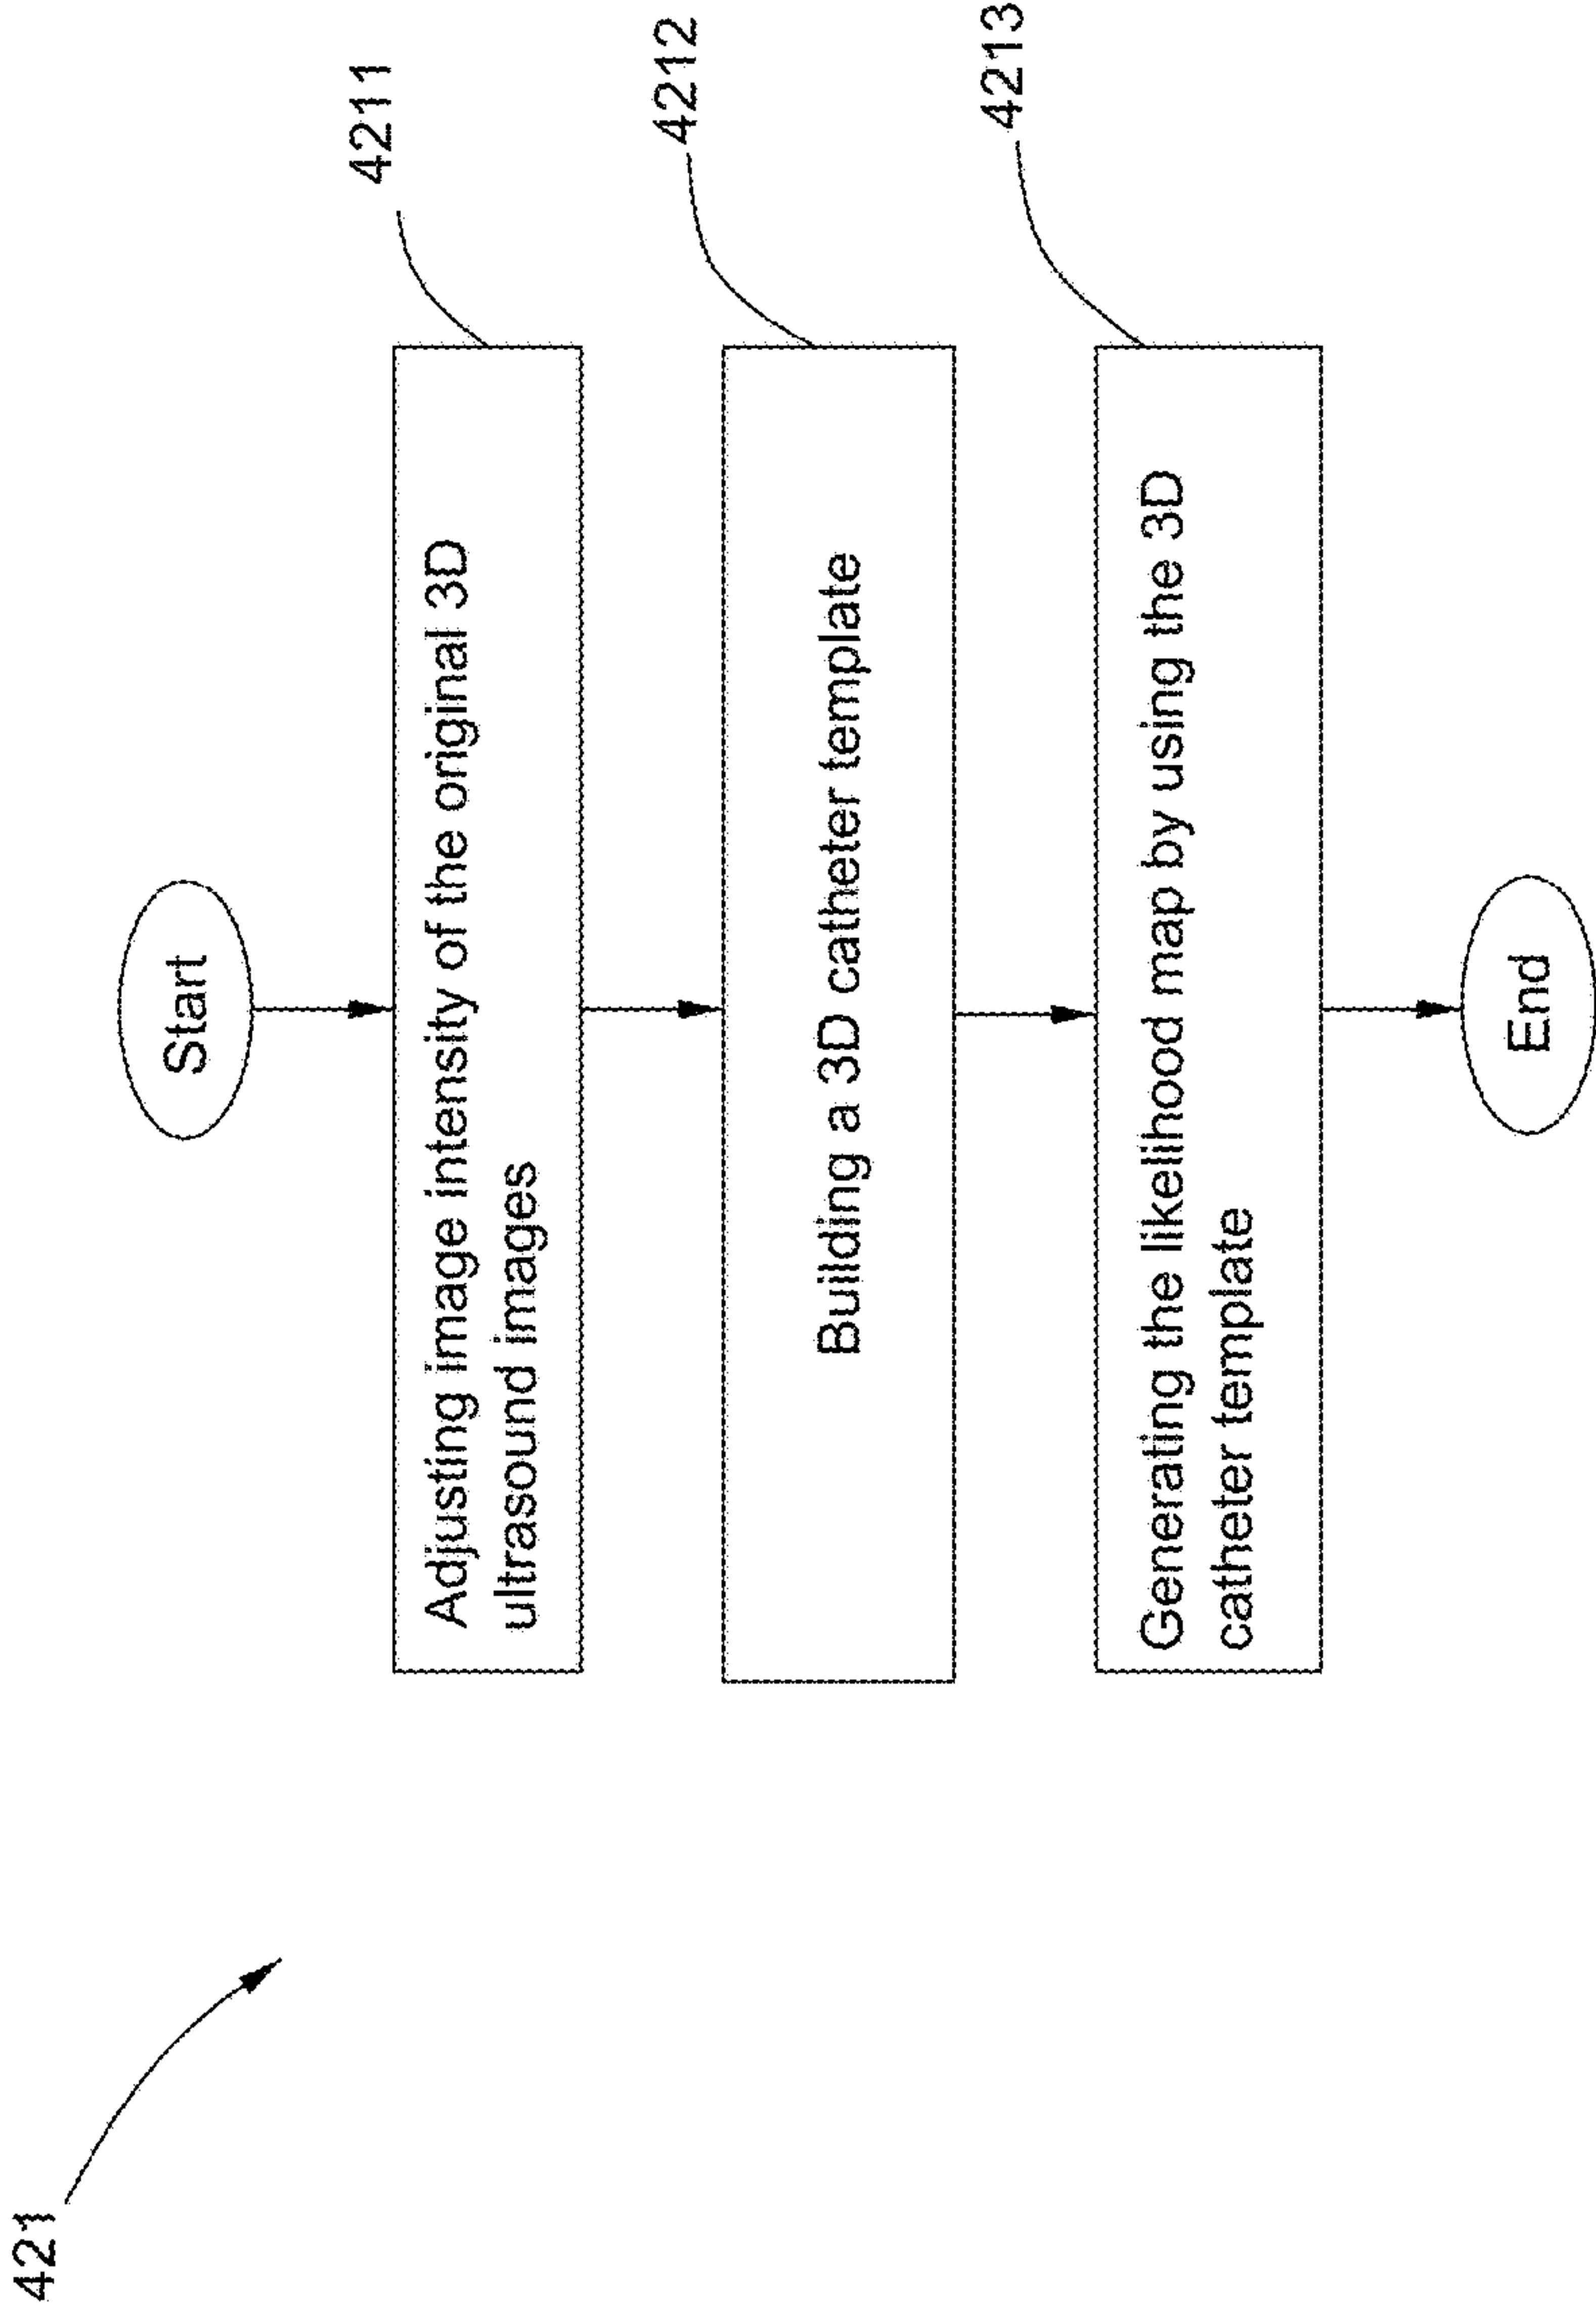 421
Start
4211
Adjusting image intensity of the original 3D
ultrasound images
4212
Building a 3D catheter template
4213
Generating the likelihood map by using the 3D
catheter template
End